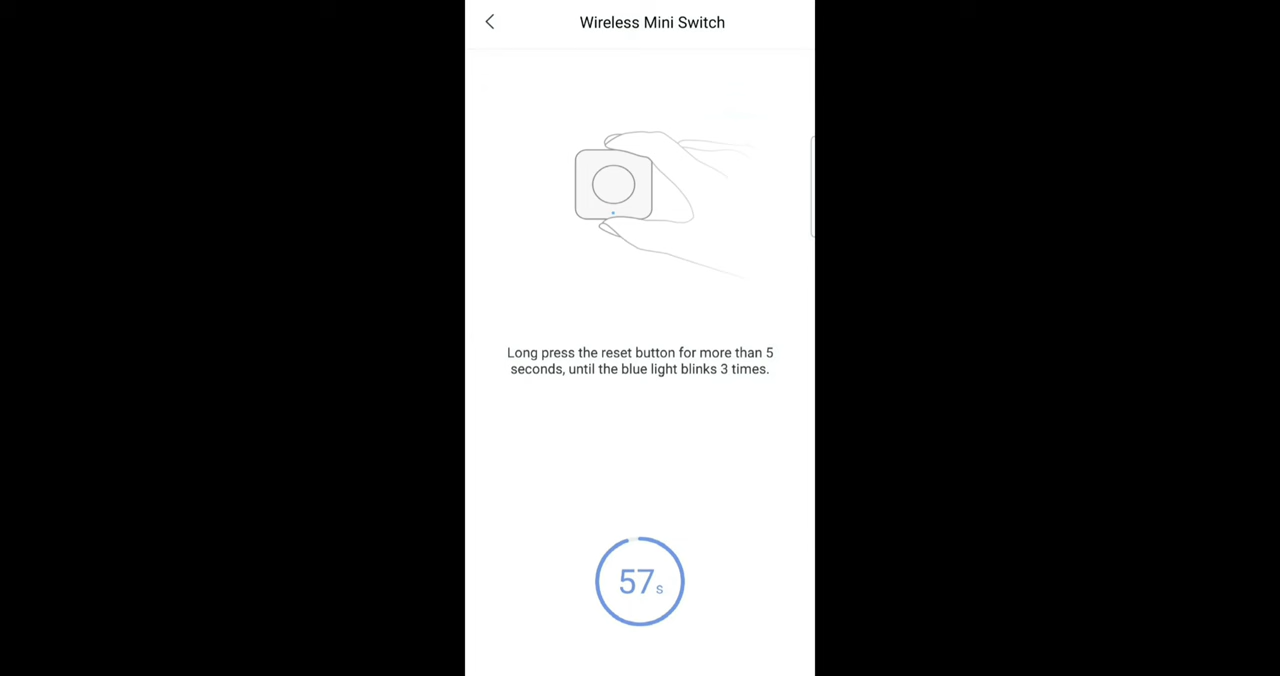 Wireless Mini Switch
Long press the reset button for more than 5
seconds, until the blue light blinks 3 times.
57 s